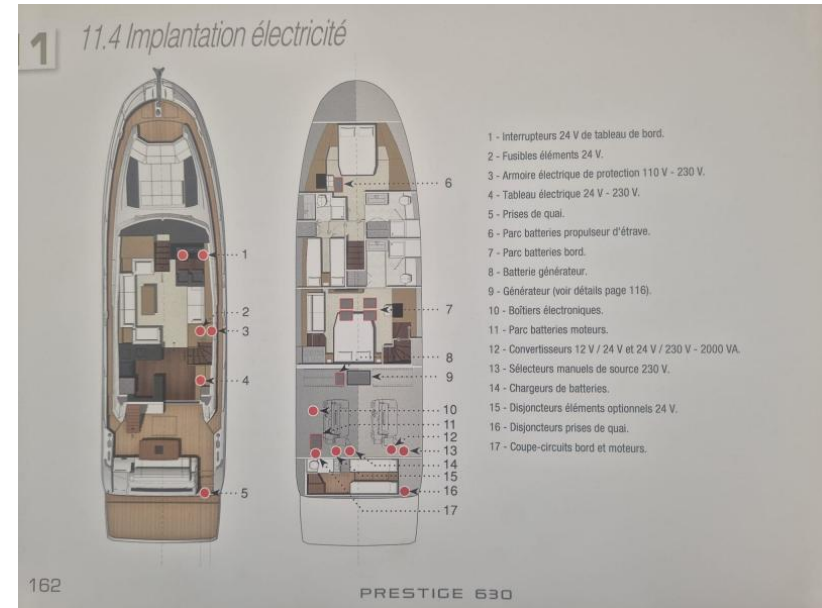 1
11.4 Implantation électricité
1 - Interrupteurs 24 V de tableau de bord.
2 - Fusibles éléments 24 V.
3 - Armoire électrique de protection 110 V - 230 V.
4 - Tableau électrique 24 V - 230 V.
5 - Prises de quai.
6 - Parc batteries propulseur d'étrave.
7 - Parc batteries bord.
8 - Batterie générateur.
9 - Générateur (voir détails page 116).
10 - Boîtiers électroniques.
11 - Parc batteries moteurs.
12 - Convertisseurs 12 V / 24 V et 24 V / 230 V - 2000 VA.
13 - Sélecteurs manuels de source 230 V.
14 - Chargeurs de batteries.
15 - Disjoncteurs éléments optionnels 24 V.
16 - Disjoncteurs prises de quai.
17 - Coupe-circuits bord et moteurs.
1
2
3
4
5
6
7
8
9
10
11
12
13
14
15
16
17
162
PRESTIGE 630